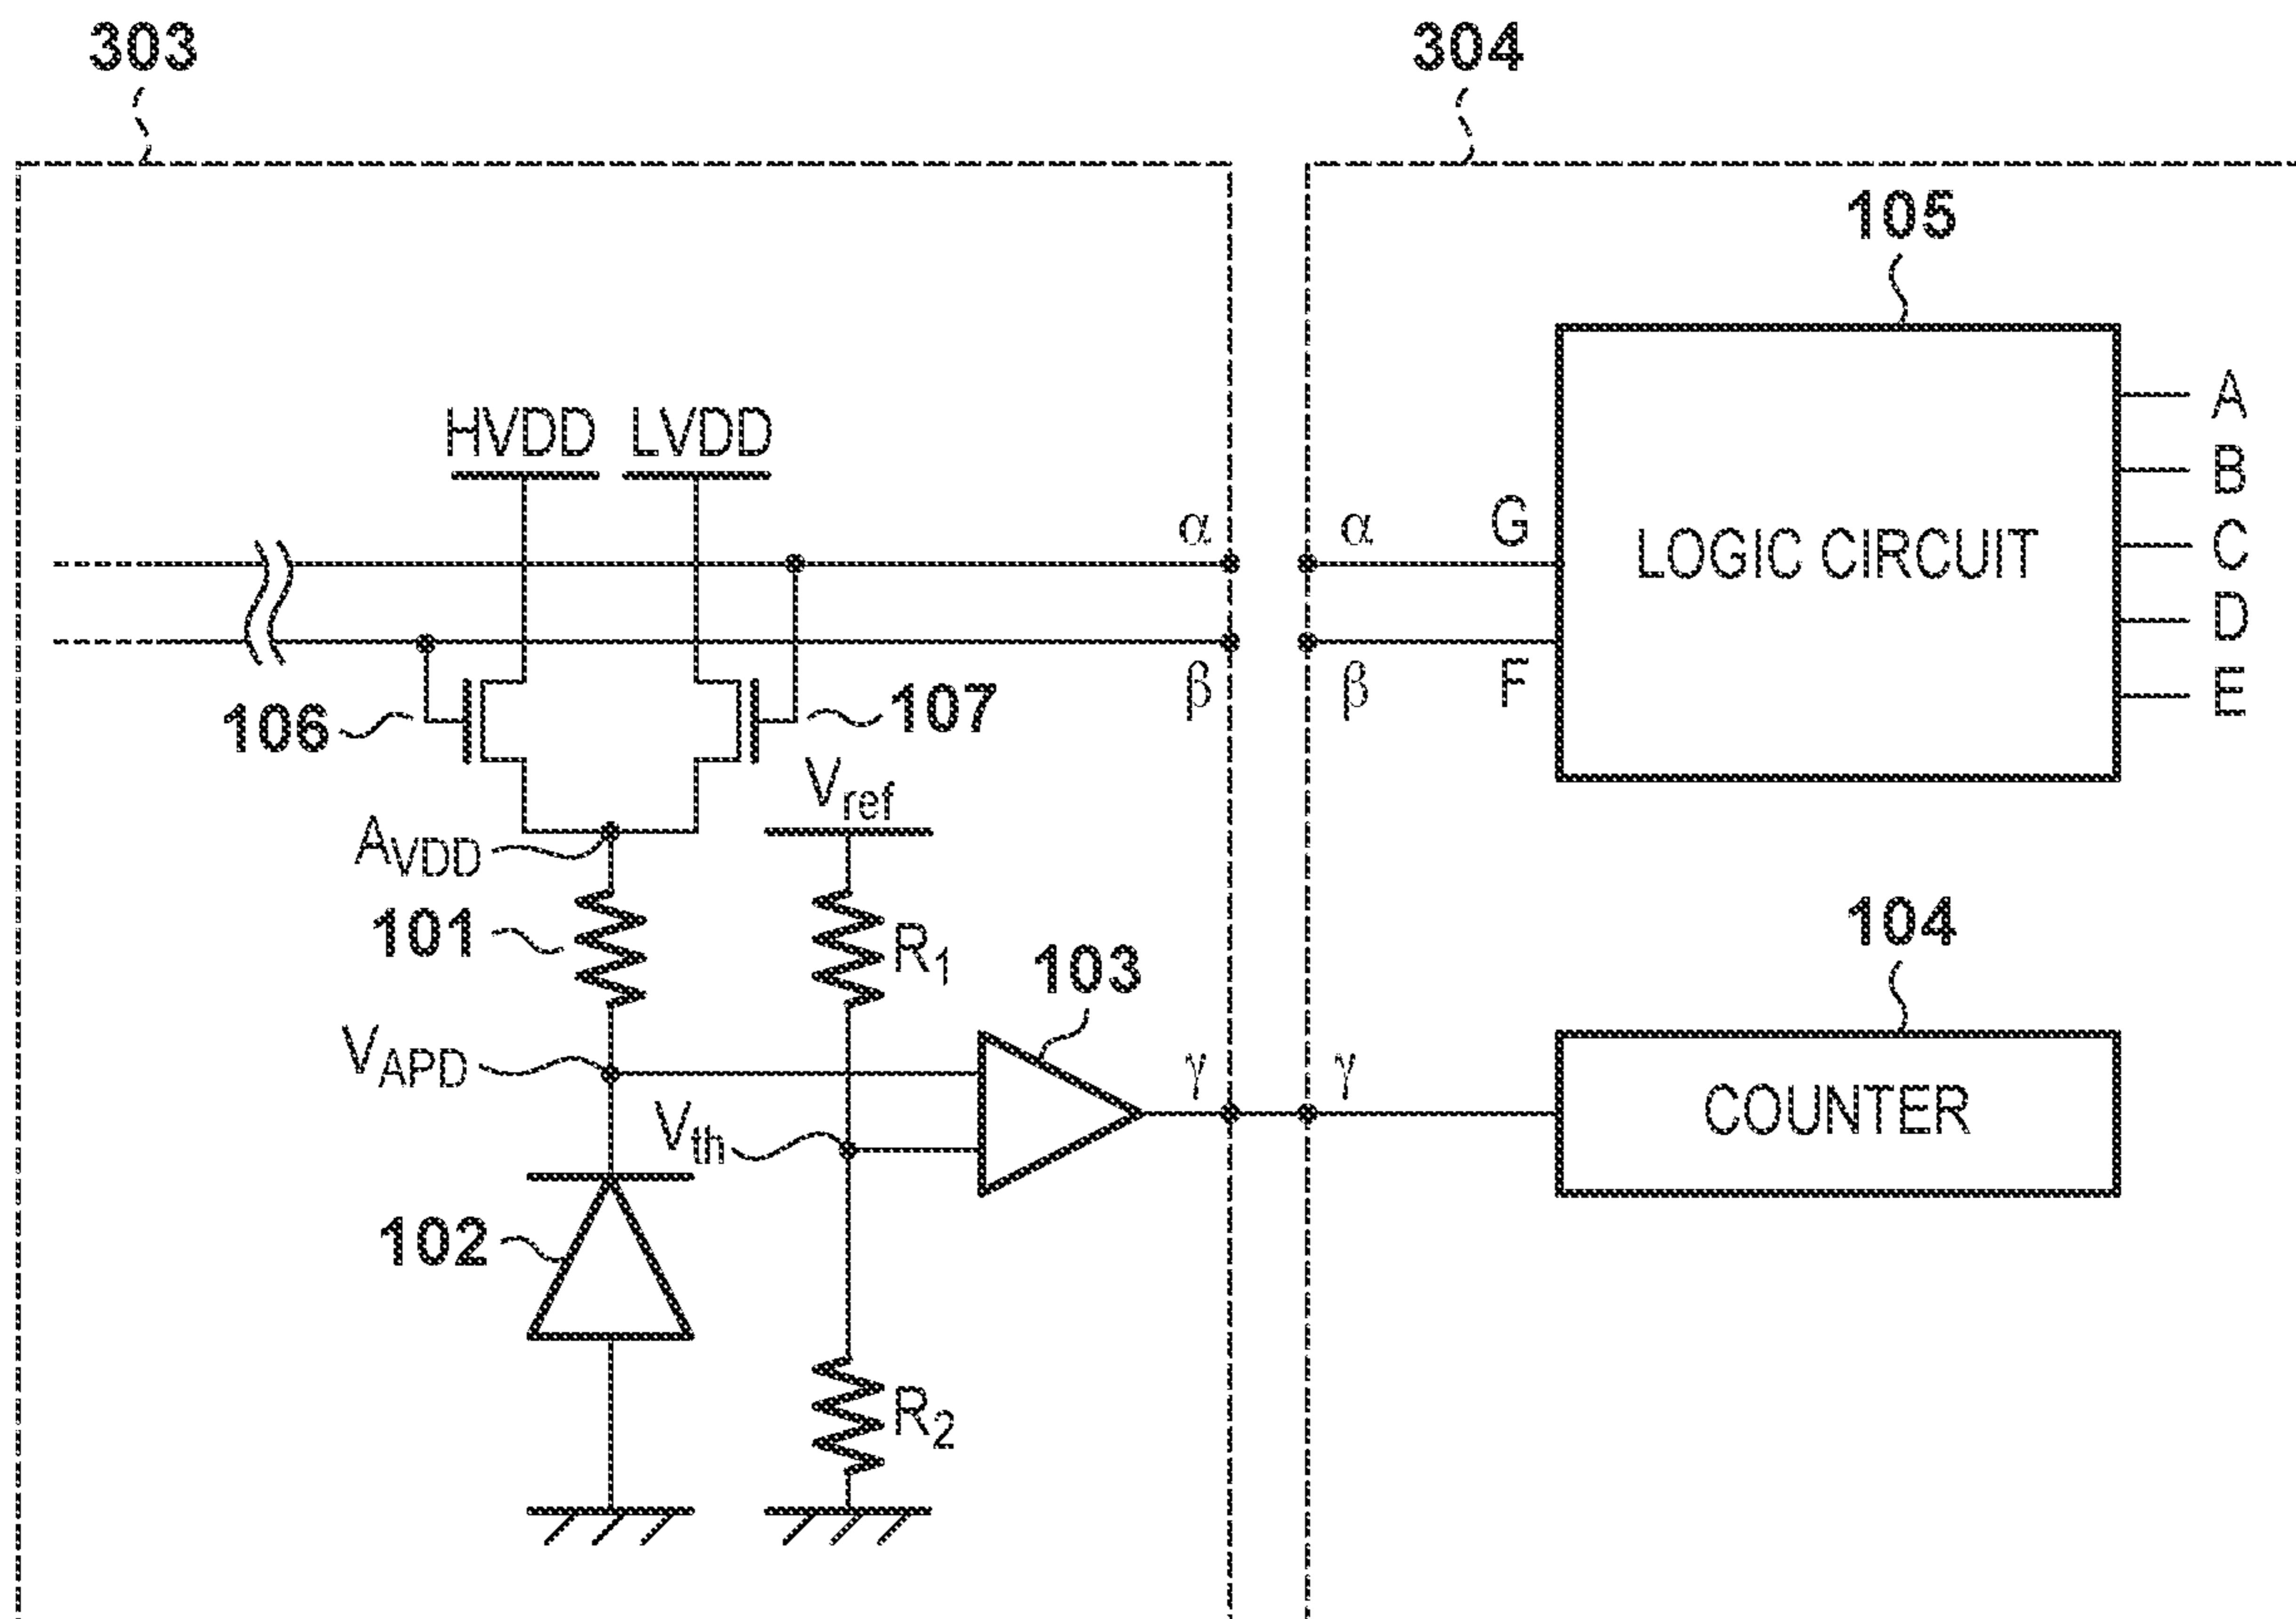 303
304
105
A
B
C
D
E
HVDD LVDD
α
α
G
LOGIC CIRCUIT
β
β
F
106
107
Vref
AVDD
101
R1
103
104
VAPD
γ
γ
COUNTER
Vth
102
R2